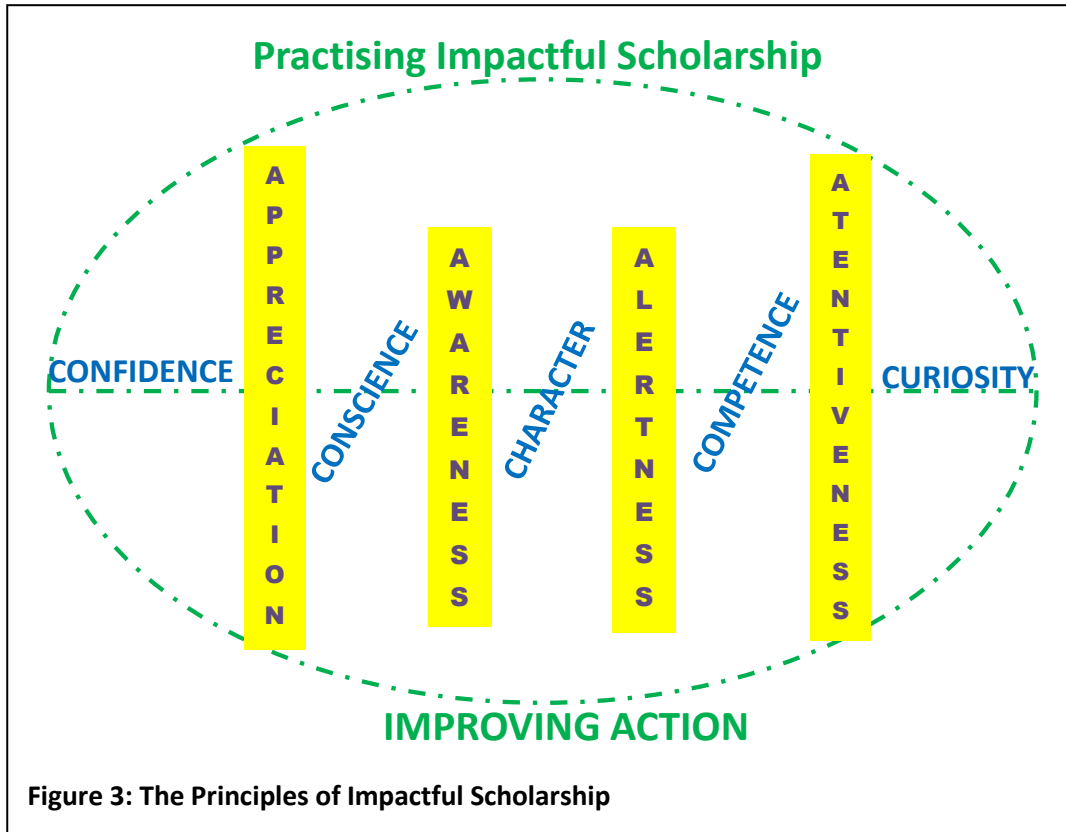 Practising Impactful Scholarship
CONFIDENCE
APPRECIATION
CONSCIENCE
AWARENESS
CHARACTER
ALERTNESS
COMPETENCE
ATENTIVENESS
CURIOSITY
IMPROVING ACTION
Figure 3: The Principles of Impactful Scholarship